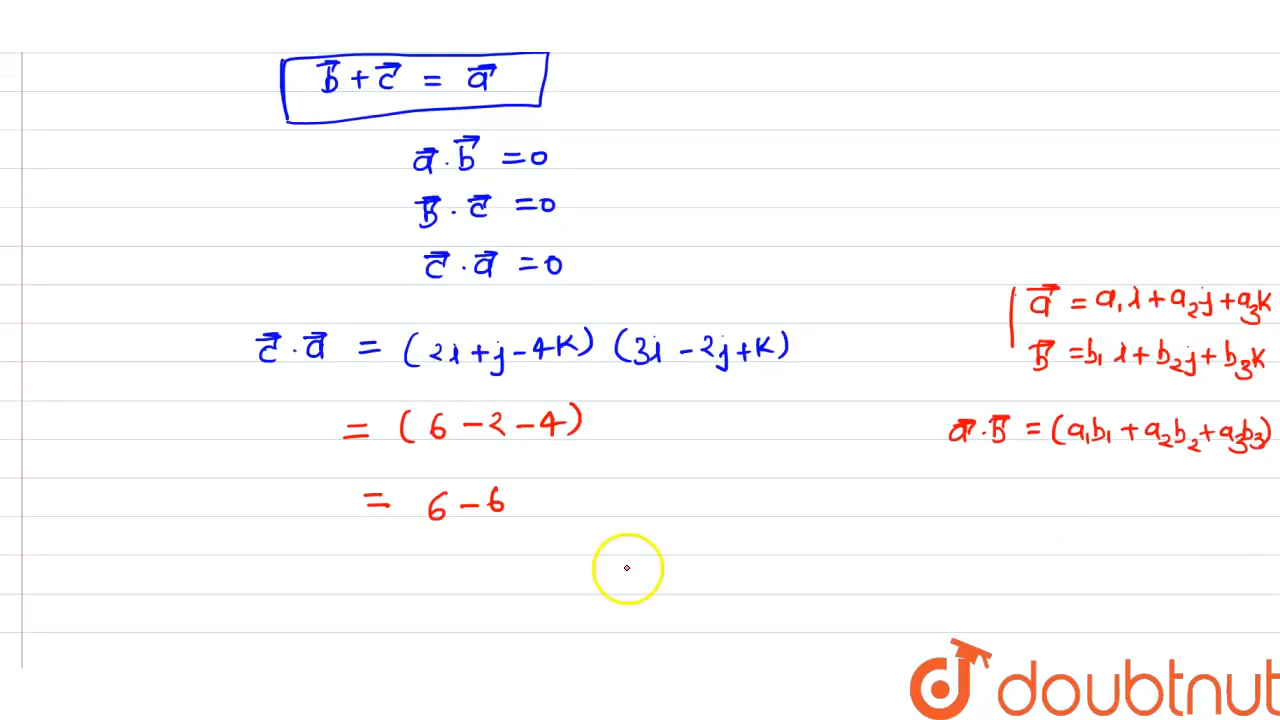 b⃗ + c⃗ = a⃗
a⃗ . b⃗ = 0
b⃗ . c⃗ = 0
c⃗ . a⃗ = 0
c⃗ . a⃗ = (2i + j - 4k) (3i - 2j + k)
= (6 - 2 - 4)
= 6 - 6
a⃗ = a₁i + a₂j + a₃k
b⃗ = b₁i + b₂j + b₃k
a⃗ . b⃗ = (a₁b₁ + a₂b₂ + a₃b₃)
doubtnut